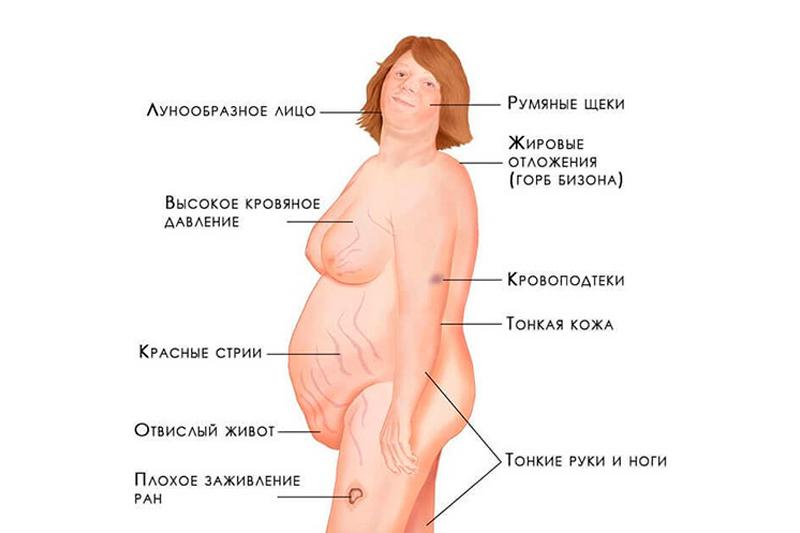 Лунообразное лицо
Румяные щеки
Жировые
отложения
(горб бизона)
Высокое кровяное
давление
Кровоподтеки
Тонкая кожа
Красные стрии
Отвислый живот
Тонкие руки и ноги
Плохое заживление
ран